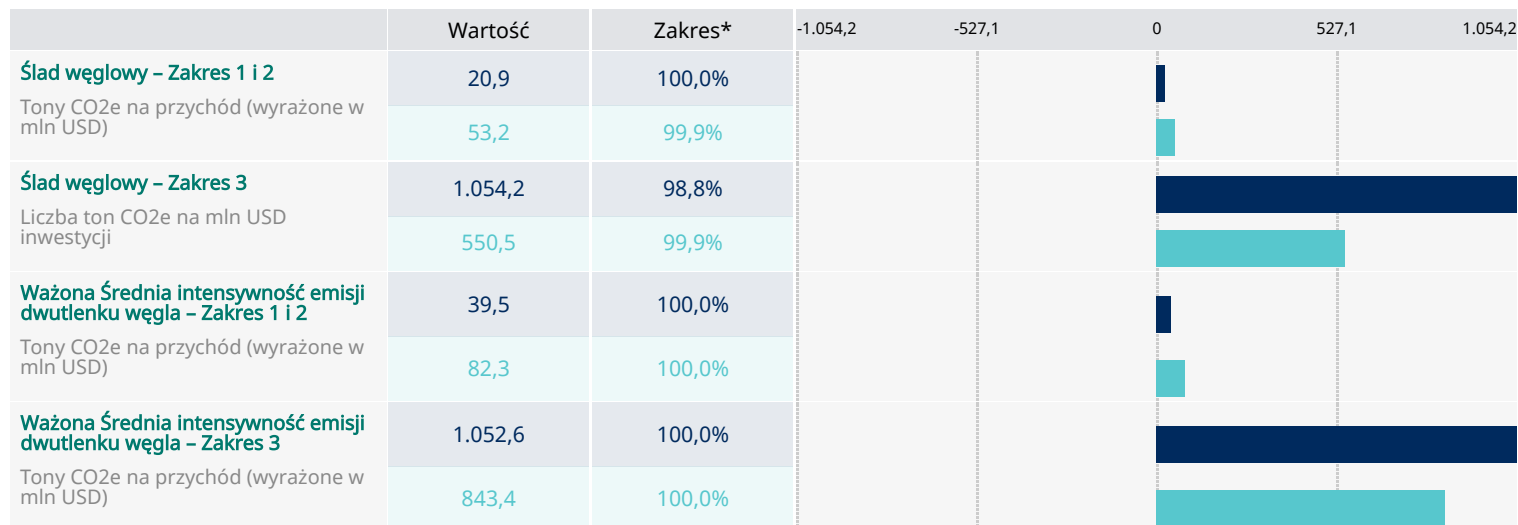 Wartość Zakres* -1.054,2 -527,1 0 527,1 1.054,2
Ślad węglowy – Zakres 1 i 2
20,9 100,0%
Tony CO2e na przychód (wyrażone w
mln USD)
53,2 99,9%
Ślad węglowy – Zakres 3
1.054,2 98,8%
Liczba ton CO2e na mln USD
inwestycji
550,5 99,9%
Ważona Średnia intensywność emisji
dwutlenku węgla – Zakres 1 i 2
39,5 100,0%
Tony CO2e na przychód (wyrażone w
mln USD)
82,3 100,0%
Ważona Średnia intensywność emisji
dwutlenku węgla – Zakres 3
1.052,6 100,0%
Tony CO2e na przychód (wyrażone w
mln USD)
843,4 100,0%